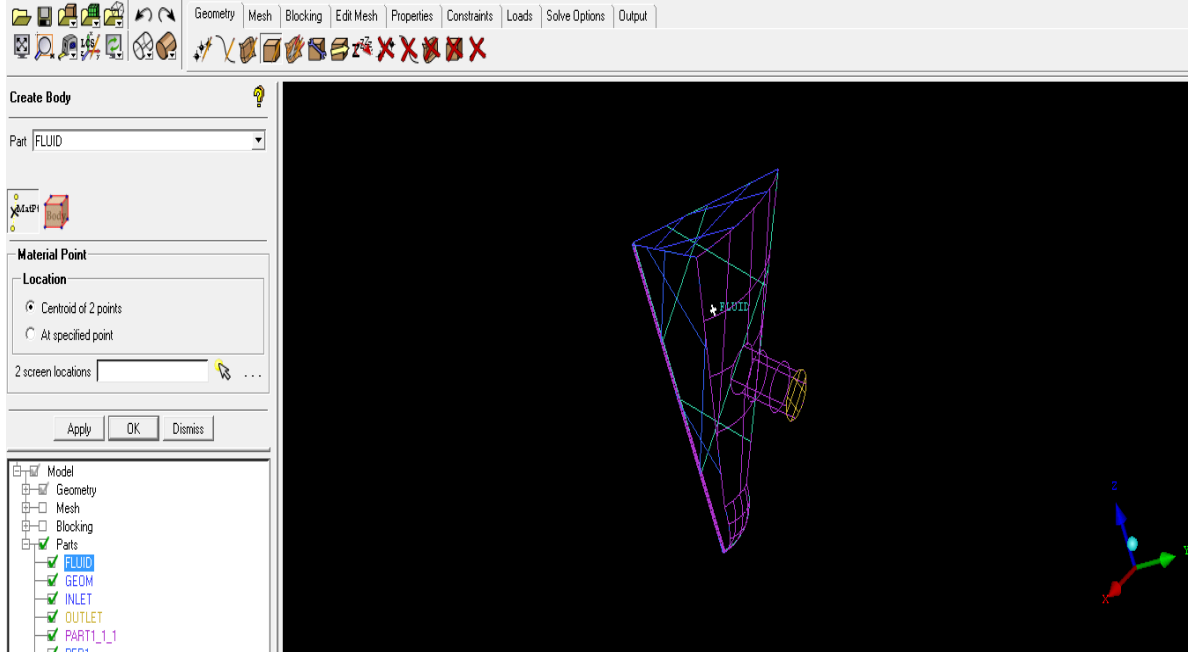 Geometry Mesh Blocking Edit Mesh Properties Constraints Loads Solve Options Output
LCS
Create Body
Part FLUID
MatPt
Body
Material Point
Location
Centroid of 2 points
At specified point
2 screen locations
...
Apply OK Dismiss
Model
Geometry
Mesh
Blocking
Parts
FLUID
GEOM
INLET
OUTLET
PART1_1_1
FLUID
Z
Y
X